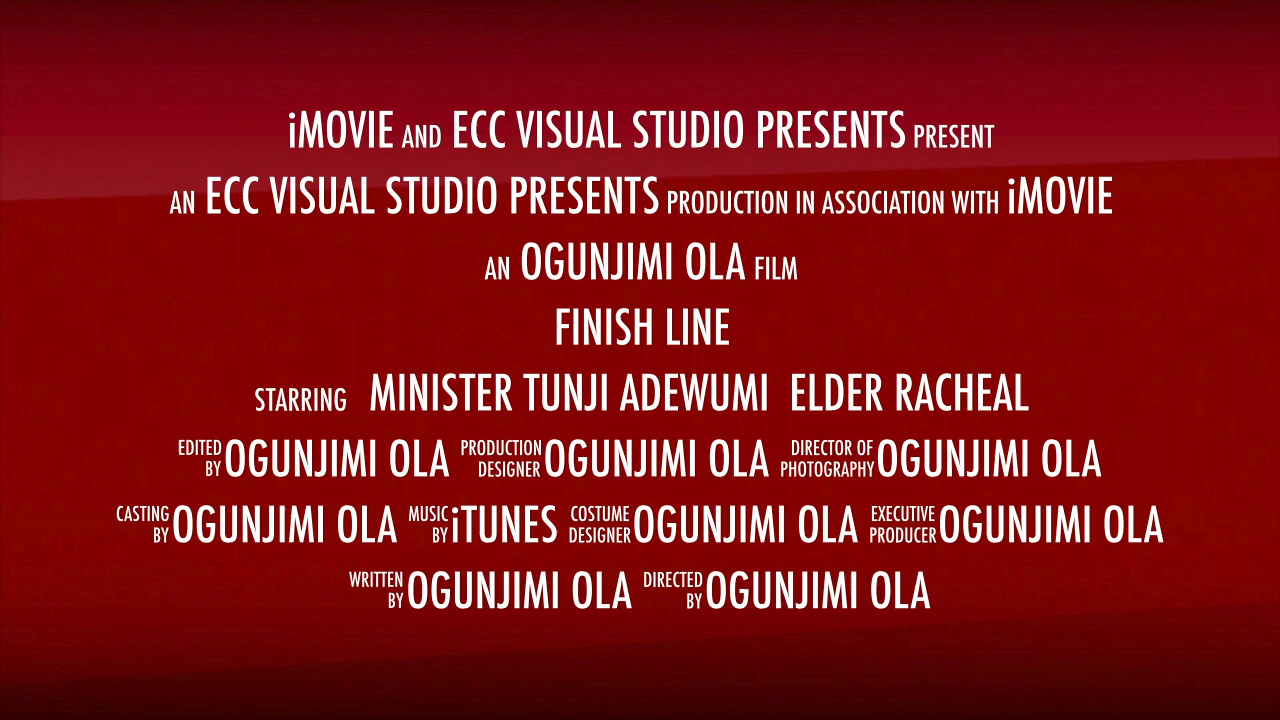 iMOVIE AND ECC VISUAL STUDIO PRESENTS PRESENT
AN ECC VISUAL STUDIO PRESENTS PRODUCTION IN ASSOCIATION WITH iMOVIE
AN OGUNJIMI OLA FILM
FINISH LINE
STARRING MINISTER TUNJI ADEWUMI ELDER RACHEAL
EDITED BY OGUNJIMI OLA PRODUCTION DESIGNER OGUNJIMI OLA DIRECTOR OF PHOTOGRAPHY OGUNJIMI OLA
CASTING BY OGUNJIMI OLA MUSIC BY iTUNES COSTUME DESIGNER OGUNJIMI OLA EXECUTIVE PRODUCER OGUNJIMI OLA
WRITTEN BY OGUNJIMI OLA DIRECTED BY OGUNJIMI OLA